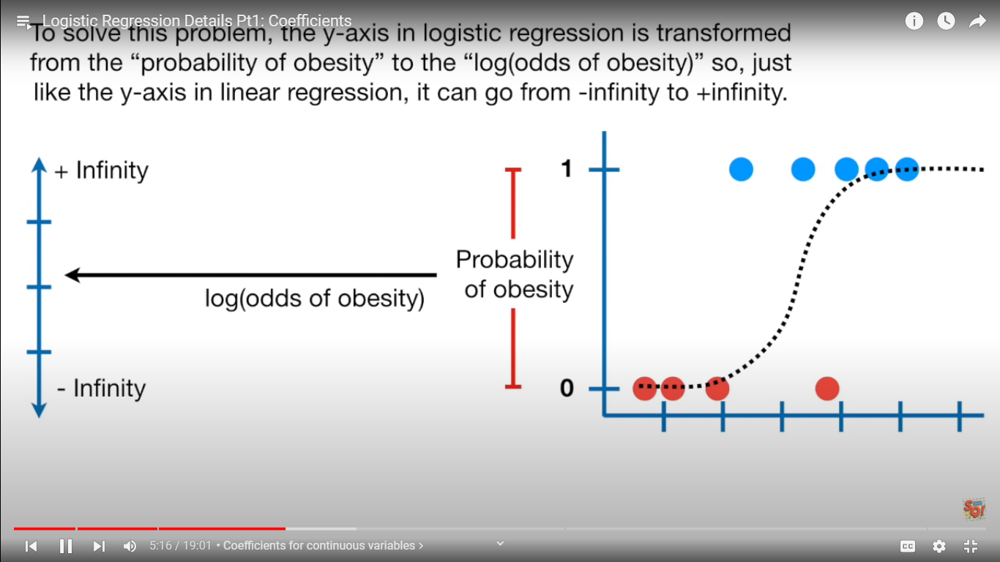 Logistic Regression Details Pt1: Coefficients
To solve this problem, the y-axis in logistic regression is transformed
from the “probability of obesity” to the “log(odds of obesity)” so, just
like the y-axis in linear regression, it can go from -infinity to +infinity.
+ Infinity
1
Probability
of obesity
log(odds of obesity)
- Infinity
0
5:16 / 19:01 • Coefficients for continuous variables ›
CC